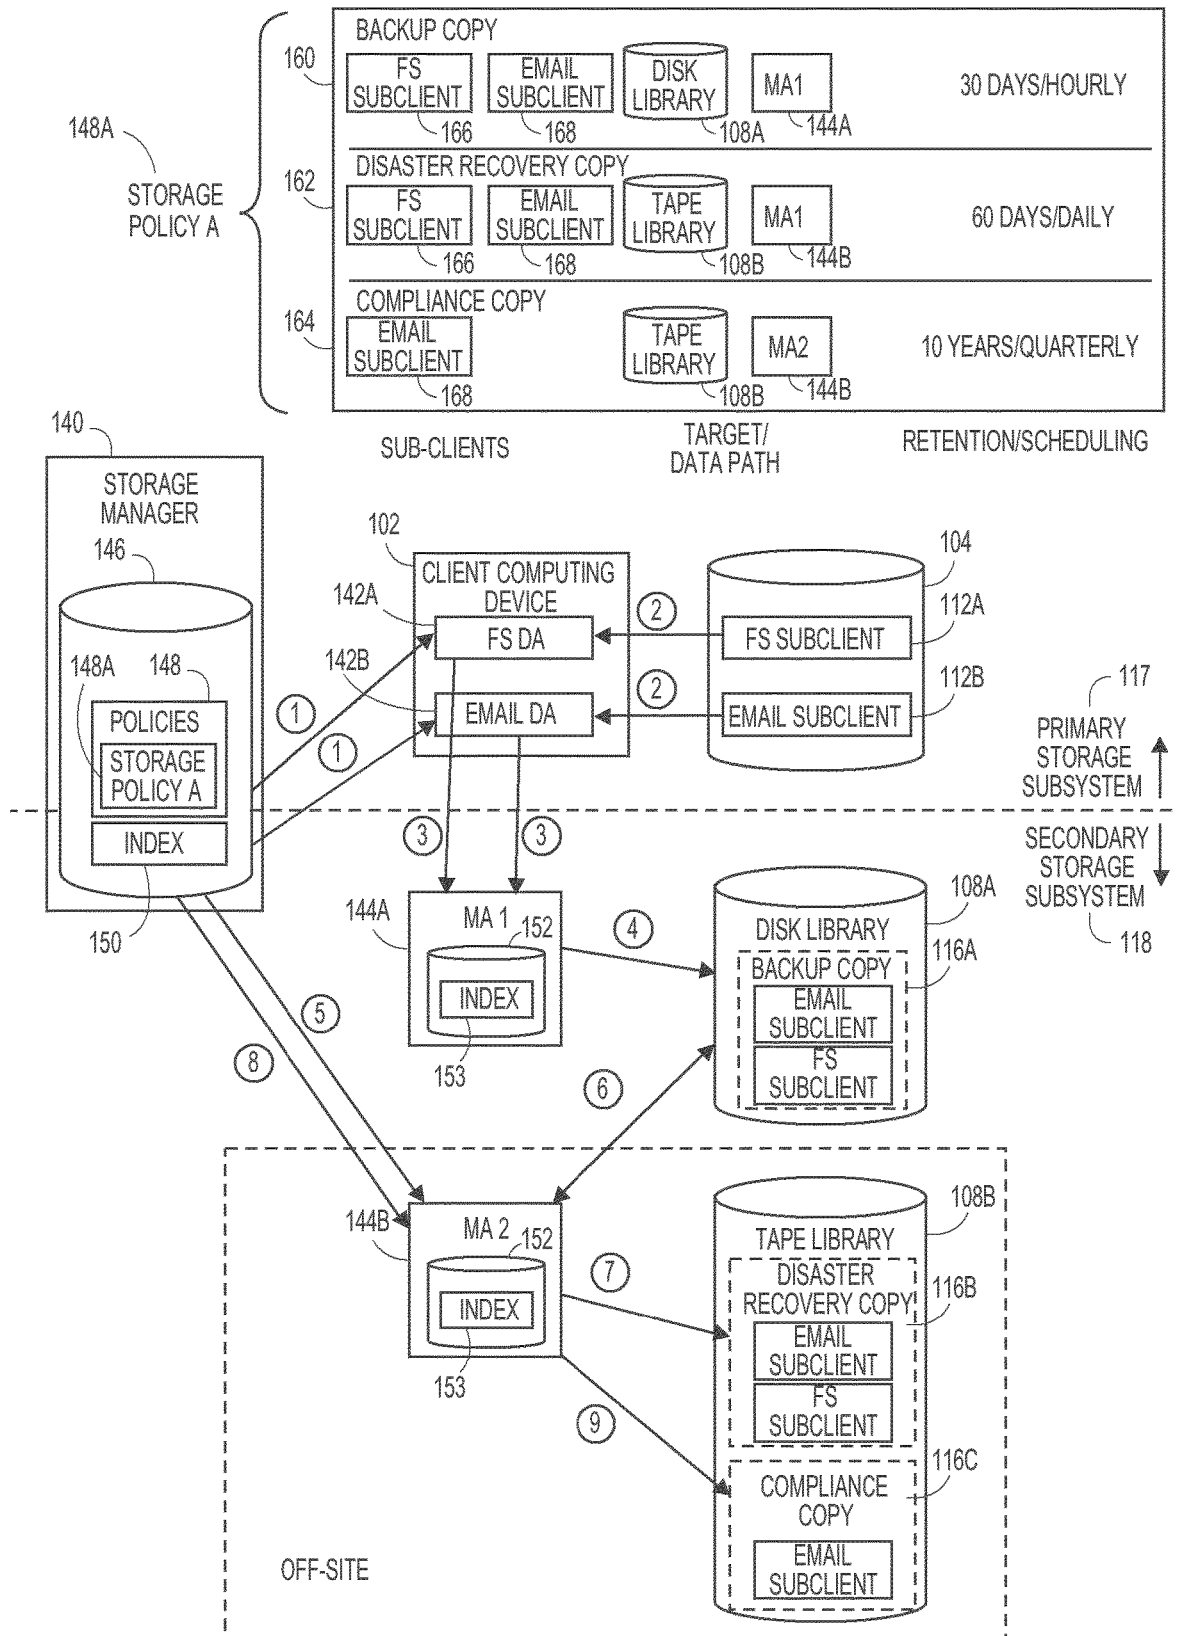 BACKUP COPY
160
FS
SUBCLIENT
166
EMAIL
SUBCLIENT
168
DISK
LIBRARY
108A
MA1
144A
30 DAYS/HOURLY
148A
STORAGE
POLICY A
DISASTER RECOVERY COPY
162
FS
SUBCLIENT
166
EMAIL
SUBCLIENT
168
TAPE
LIBRARY
108B
MA1
144B
60 DAYS/DAILY
COMPLIANCE COPY
164
EMAIL
SUBCLIENT
168
TAPE
LIBRARY
108B
MA2
144B
10 YEARS/QUARTERLY
SUB-CLIENTS
TARGET/
DATA PATH
RETENTION/SCHEDULING
140
STORAGE
MANAGER
146
148A
148
POLICIES
STORAGE
POLICY A
INDEX
150
1
1
102
CLIENT COMPUTING
DEVICE
142A
FS DA
142B
EMAIL DA
2
2
104
112A
FS SUBCLIENT
112B
EMAIL SUBCLIENT
117
PRIMARY
STORAGE
SUBSYSTEM
SECONDARY
STORAGE
SUBSYSTEM
118
3
3
144A
MA 1
152
INDEX
153
4
108A
DISK LIBRARY
116A
BACKUP COPY
EMAIL
SUBCLIENT
FS
SUBCLIENT
5
8
6
144B
MA 2
152
INDEX
153
7
9
108B
TAPE LIBRARY
DISASTER
RECOVERY COPY
116B
EMAIL
SUBCLIENT
FS
SUBCLIENT
116C
COMPLIANCE
COPY
EMAIL
SUBCLIENT
OFF-SITE